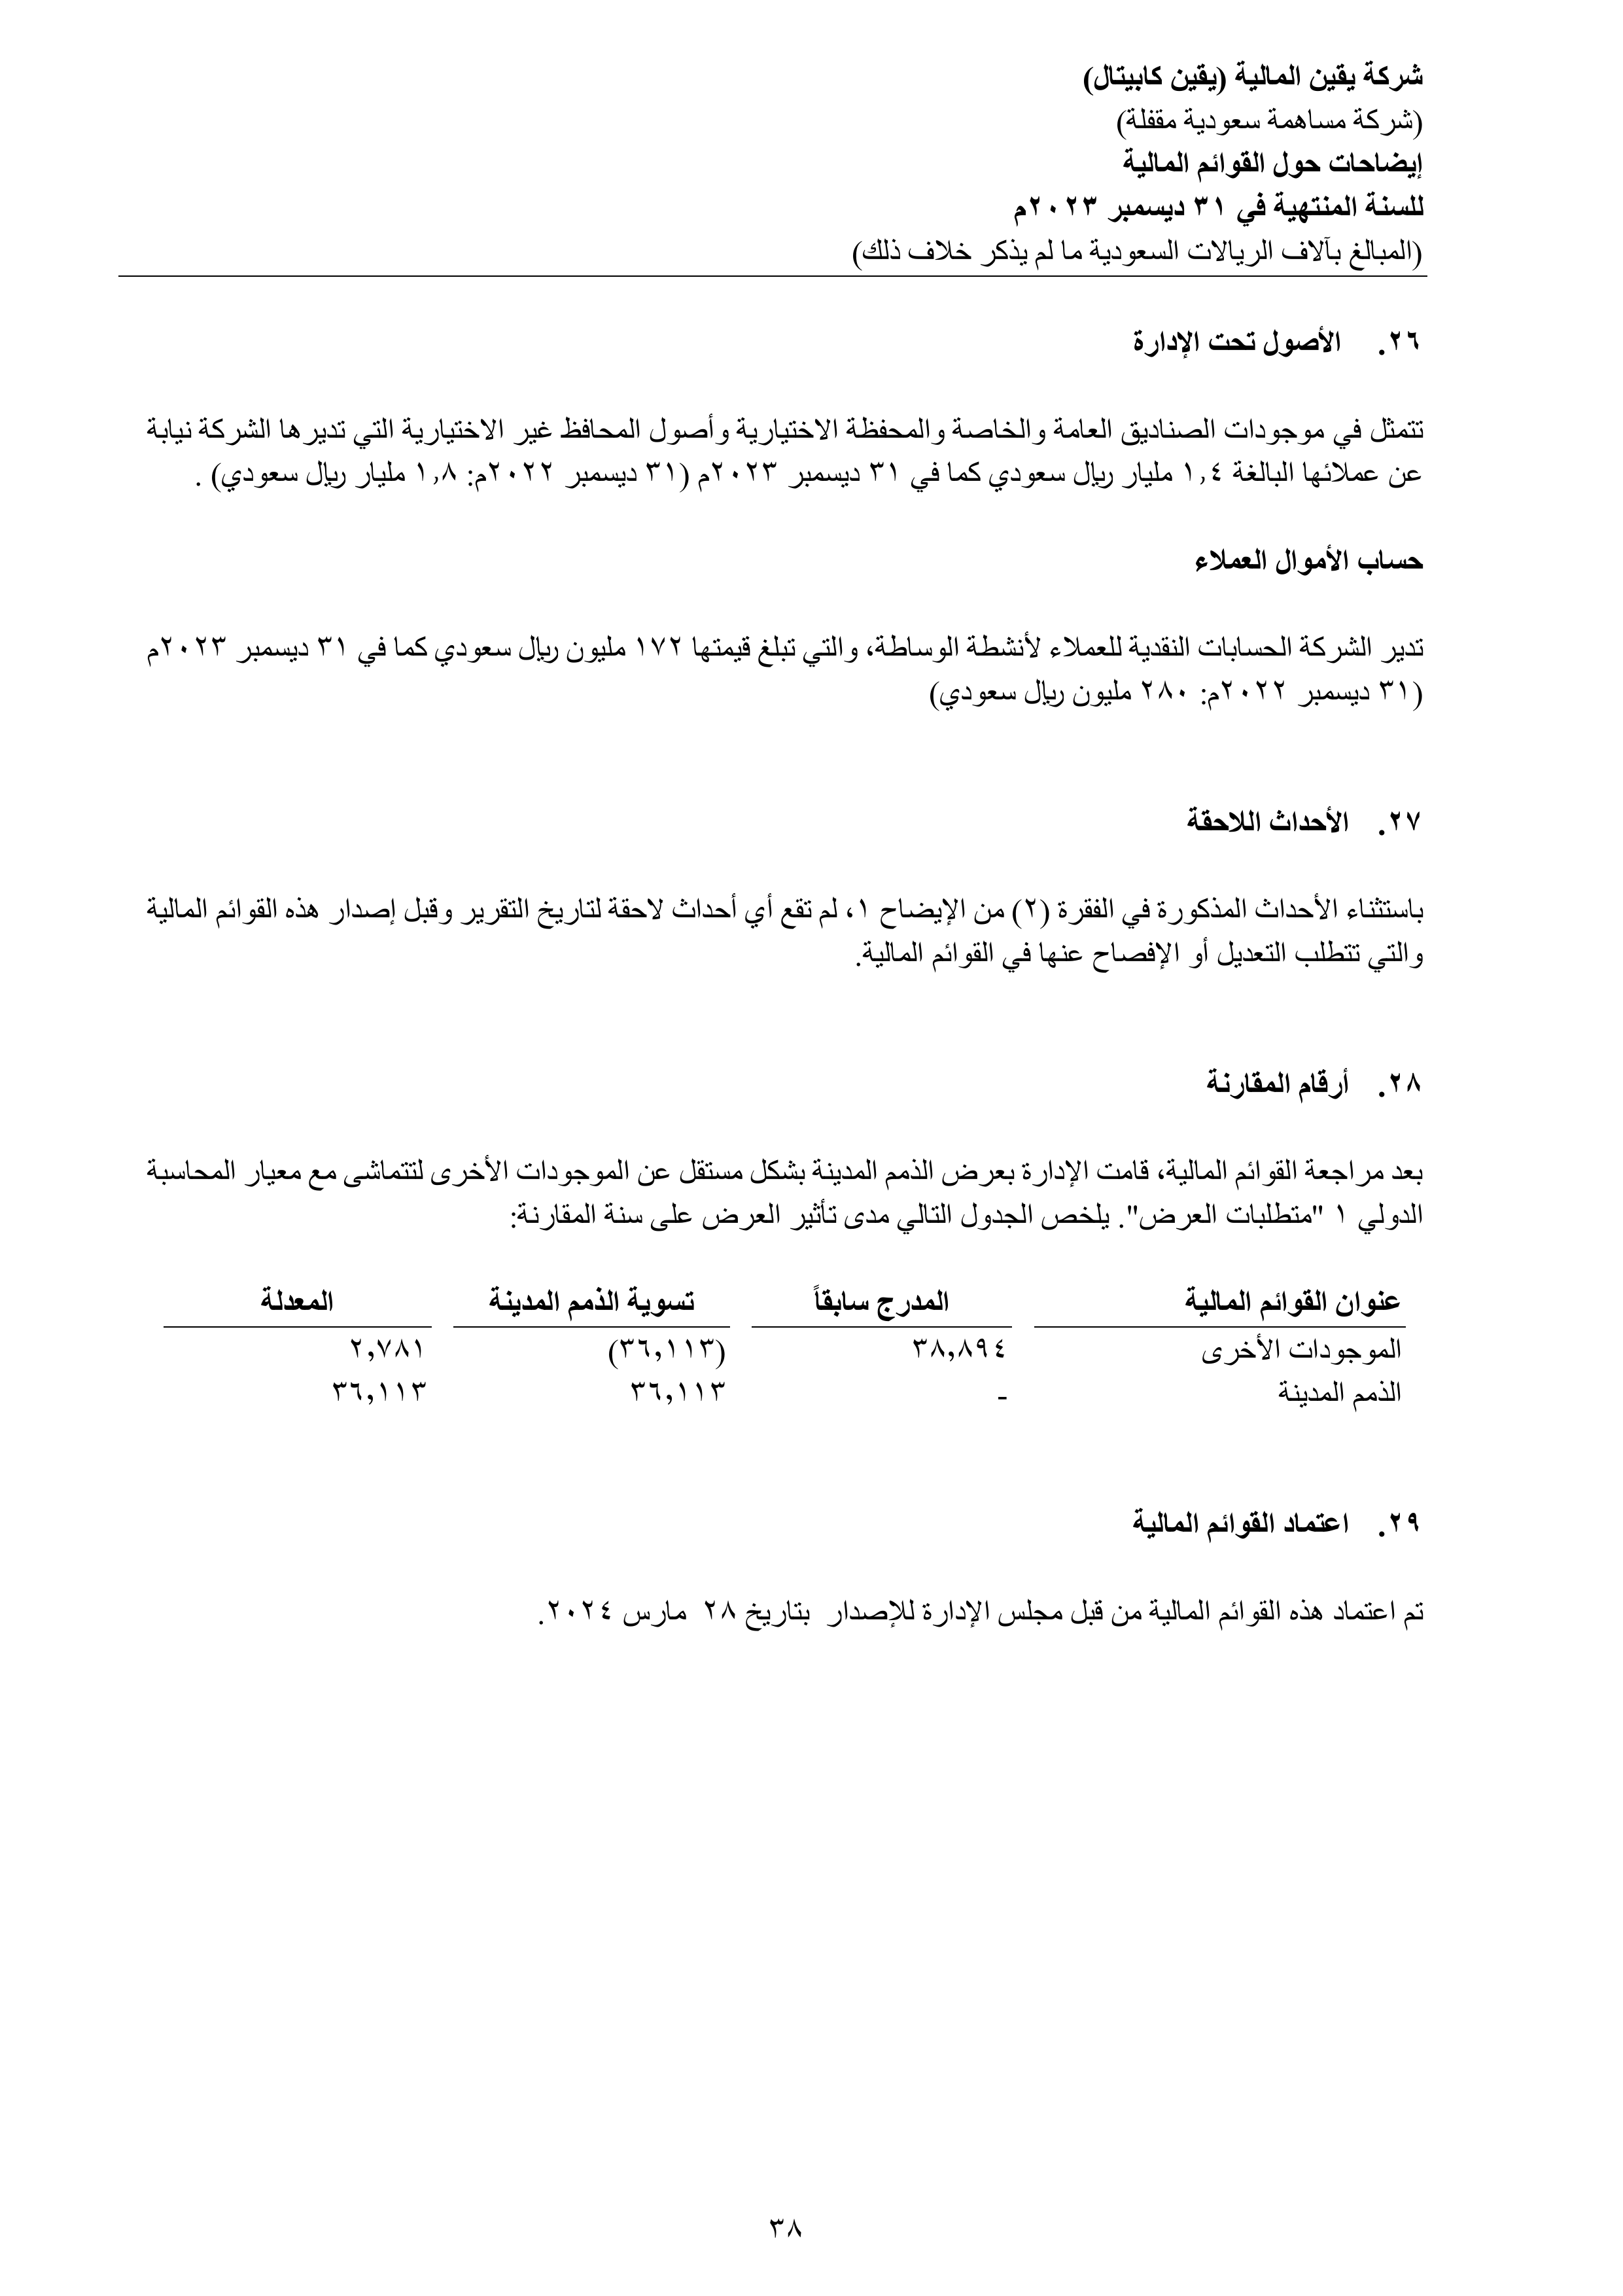 شركة يقين المالية (يقين كابيتال)
(شركة مساهمة سعودية مقفلة)
إيضاحات حول القوائم المالية
للسنة المنتهية في ٣١ ديسمبر ٢٠٢٣م
(المبالغ بآلاف الريالات السعودية ما لم يذكر خلاف ذلك)
٢٦. الأصول تحت الإدارة
تتمثل في موجودات الصناديق العامة والخاصة والمحفظة الاختيارية وأصول المحافظ غير الاختيارية التي تديرها الشركة نيابة
عن عملائها البالغة ١,٤ مليار ريال سعودي كما في ٣١ ديسمبر ٢٠٢٣م (٣١ ديسمبر ٢٠٢٢م: ١,٨ مليار ريال سعودي) .
حساب الأموال العملاء
تدير الشركة الحسابات النقدية للعملاء لأنشطة الوساطة، والتي تبلغ قيمتها ١٧٢ مليون ريال سعودي كما في ٣١ ديسمبر ٢٠٢٣م
(٣١ ديسمبر ٢٠٢٢م: ٢٨٠ مليون ريال سعودي)
٢٧. الأحداث اللاحقة
باستثناء الأحداث المذكورة في الفقرة (٢) من الإيضاح ١، لم تقع أي أحداث لاحقة لتاريخ التقرير وقبل إصدار هذه القوائم المالية
والتي تتطلب التعديل أو الإفصاح عنها في القوائم المالية.
٢٨. أرقام المقارنة
بعد مراجعة القوائم المالية، قامت الإدارة بعرض الذمم المدينة بشكل مستقل عن الموجودات الأخرى لتتماشى مع معيار المحاسبة
الدولي ١ "متطلبات العرض". يلخص الجدول التالي مدى تأثير العرض على سنة المقارنة:
عنوان القوائم المالية المدرج سابقاً تسوية الذمم المدينة المعدلة
الموجودات الأخرى ٣٨,٨٩٤ (٣٦,١١٣) ٢,٧٨١
الذمم المدينة - ٣٦,١١٣ ٣٦,١١٣
٢٩. اعتماد القوائم المالية
تم اعتماد هذه القوائم المالية من قبل مجلس الإدارة للإصدار بتاريخ ٢٨ مارس ٢٠٢٤.
٣٨